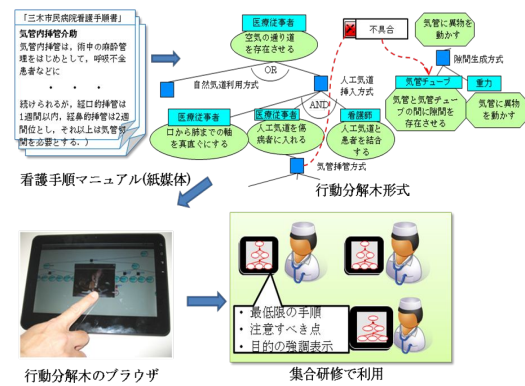 「三木市民病院看護手順書」
気管内挿管介助
気管内挿管は，術中の麻酔管
理をはじめとして，呼吸不全
患者などに
・ ・ ・
続けられるが，経口的挿管は
1週間以内，経鼻的挿管は2週
間位とし，それ以上は気管切
開を必要とする．）
看護手順マニュアル(紙媒体)
医療従事者
空気の通り道
を存在させる
OR
自然気道利用方式
人工気道
挿入方式
AND
医療従事者
口から肺までの軸
を真直ぐにする
医療従事者
人工気道を傷
病者に入れる
看護師
人工気道と
患者を結合
する
気管挿管方式
不具合
気管に異物を
動かす
隙間生成方式
気管チューブ
気管と気管チュー
ブの間に隙間を
存在させる
重力
気管に異物
を動かす
行動分解木形式
行動分解木のブラウザ
• 最低限の手順
• 注意すべき点
• 目的の強調表示
集合研修で利用